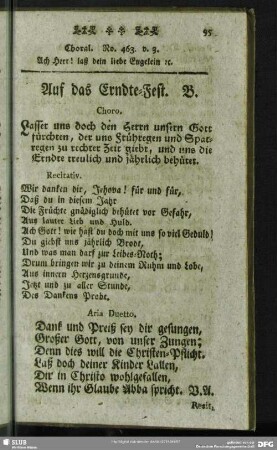 95
Choral. No. 463. v. 9.
Ach Herr! laß dein liebe Engelein ꝛc.
Auf das Erndte-Fest. B.
Choro.
Lasset uns doch den Herrn unsern Gott
fürchten, der uns Frühregen und Spat-
regen zu rechter Zeit giebt, und uns die
Erndte treulich und jährlich behütet.
Recitativ.
Wir danken dir, Jehova! für und für,
Daß du in diesem Jahr
Die Früchte gnädiglich behütet vor Gefahr,
Aus lauter Lieb und Huld.
Ach Gott! wie hast du doch mit uns so viel Geduld!
Du giebst uns jährlich Brodt,
Und was man darf zur Leibes-Noth;
Drum bringen wir zu deinem Ruhm und Lobe,
Aus innern Herzensgrunde,
Jetzt und zu aller Stunde,
Des Dankens Probe.
Aria Duetto.
Dank und Preiß sey dir gesungen,
Großer Gott, von unser Zungen;
Denn dies will die Christen-Pflicht.
Laß doch deiner Kinder Lallen,
Dir in Christo wohlgefallen,
Wenn ihr Glaube Abba spricht. V.A.
Recit.
SLUB